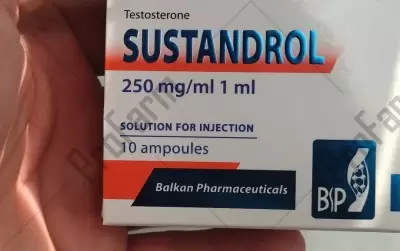 Testosterone
SUSTANDROL
250 mg/ml 1 ml
SOLUTION FOR INJECTION
10 ampoules
Balkan Pharmaceuticals
BP